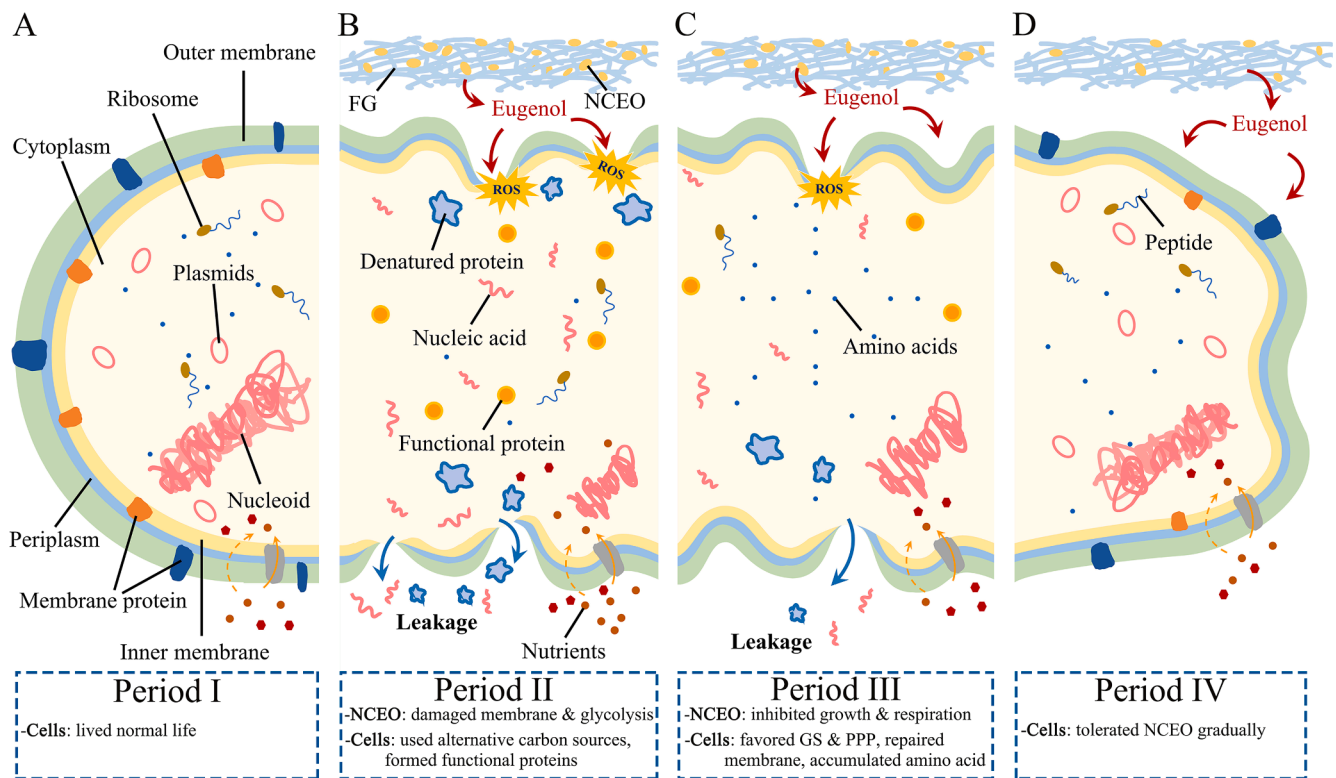 A
Outer membrane
Ribosome
Cytoplasm
Plasmids
Nucleoid
Periplasm
Membrane protein
Inner membrane
Period I
-Cells: lived normal life
B
FG
NCEO
Eugenol
ROS
ROS
Denatured protein
Nucleic acid
Functional protein
Leakage
Nutrients
Period II
-NCEO: damaged membrane & glycolysis
-Cells: used alternative carbon sources,
formed functional proteins
C
Eugenol
ROS
Amino acids
Leakage
Period III
-NCEO: inhibited growth & respiration
-Cells: favored GS & PPP, repaired
membrane, accumulated amino acid
D
Eugenol
Peptide
Period IV
-Cells: tolerated NCEO gradually